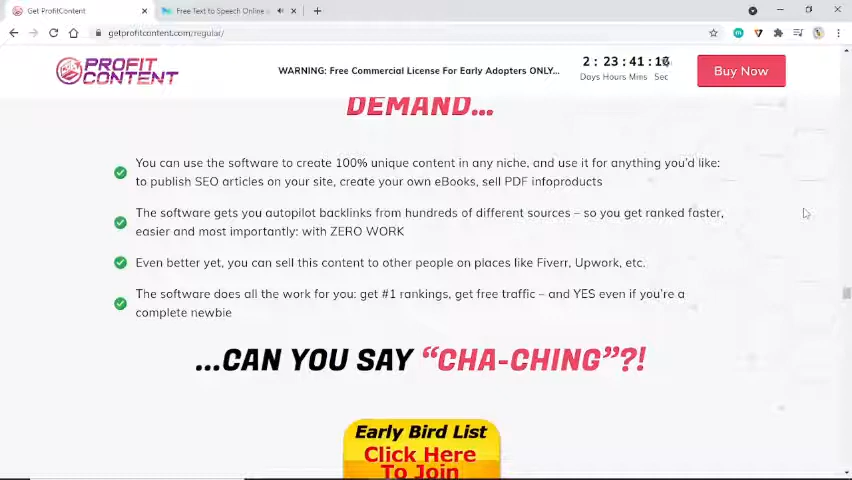 Get ProfitContent
Free Text to Speech Online
getprofitcontent.com/regular/
PROFIT
CONTENT
WARNING: Free Commercial License For Early Adopters ONLY...
2 : 23 : 41 :
Days Hours Mins Sec
Buy Now
DEMAND...
You can use the software to create 100% unique content in any niche, and use it for anything you'd like:
to publish SEO articles on your site, create your own eBooks, sell PDF infoproducts
The software gets you autopilot backlinks from hundreds of different sources – so you get ranked faster,
easier and most importantly: with ZERO WORK
Even better yet, you can sell this content to other people on places like Fiverr, Upwork, etc.
The software does all the work for you: get #1 rankings, get free traffic – and YES even if you're a
complete newbie
...CAN YOU SAY “CHA-CHING”?!
Early Bird List
Click Here
To Join